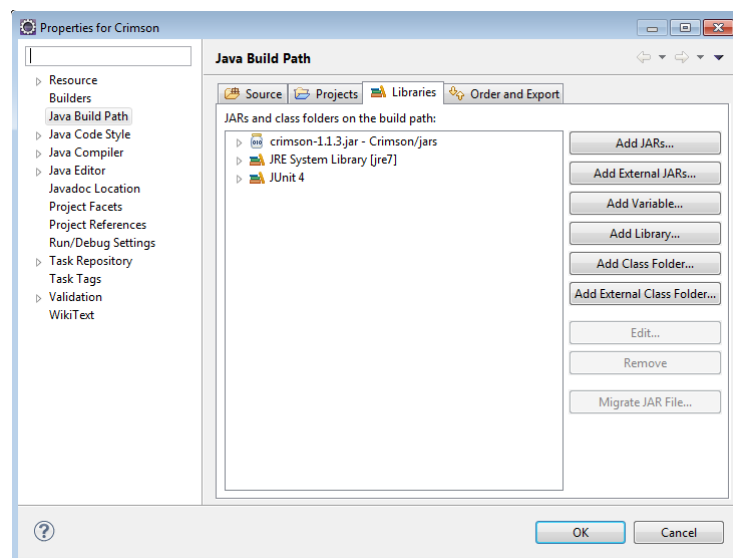 Properties for Crimson
Java Build Path
Resource
Builders
Java Build Path
Java Code Style
Java Compiler
Java Editor
Javadoc Location
Project Facets
Project References
Run/Debug Settings
Task Repository
Task Tags
Validation
WikiText
Source Projects Libraries Order and Export
JARs and class folders on the build path:
crimson-1.1.3.jar - Crimson/jars
JRE System Library [jre7]
JUnit 4
Add JARs...
Add External JARs...
Add Variable...
Add Library...
Add Class Folder...
Add External Class Folder...
Edit...
Remove
Migrate JAR File...
OK Cancel